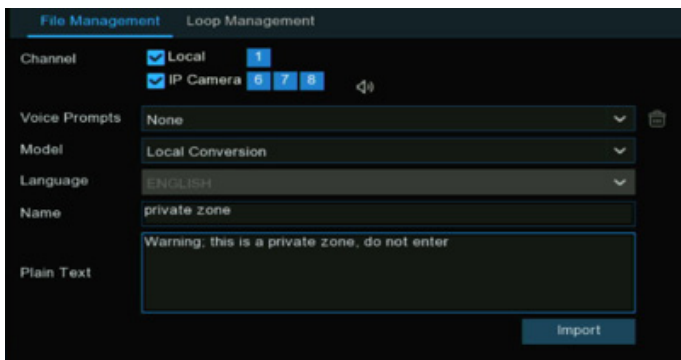 File Management Loop Management
Channel Local 1
IP Camera 6 7 8
Voice Prompts None
Model Local Conversion
Language ENGLISH
Name private zone
Warning; this is a private zone, do not enter
Plain Text
Import